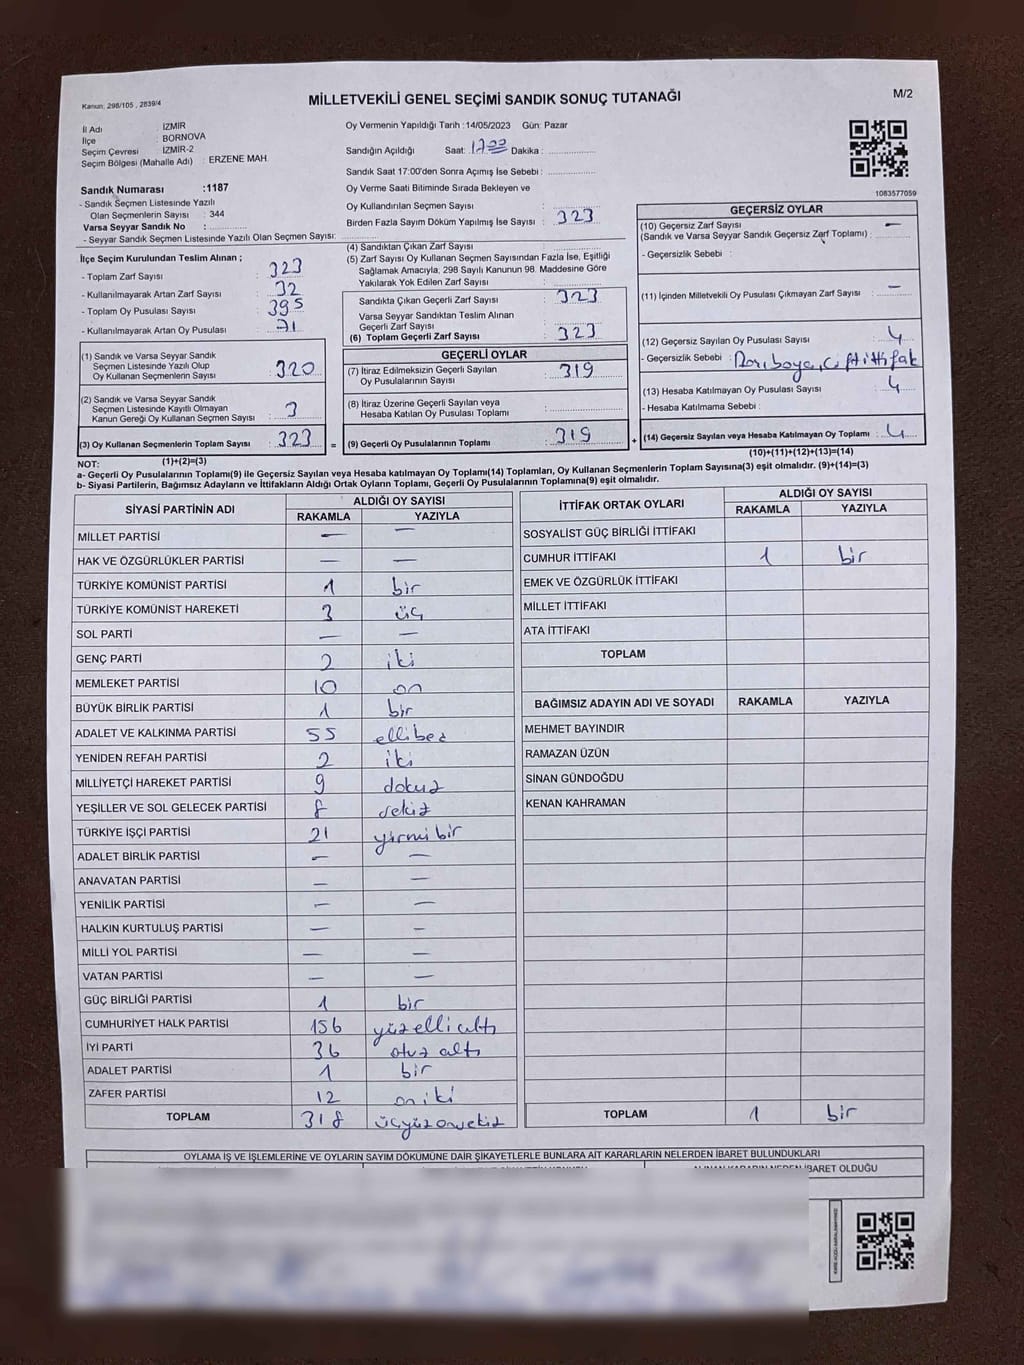 Kanun; 298/105 , 2839/4
MİLLETVEKİLİ GENEL SEÇİMİ SANDIK SONUÇ TUTANAĞI
M/2
İl Adı : İZMİR
İlçe : BORNOVA
Seçim Çevresi : İZMİR-2
Seçim Bölgesi (Mahalle Adı) : ERZENE MAH.
Sandık Numarası :1187
- Sandık Seçmen Listesinde Yazılı
Olan Seçmenlerin Sayısı : 344
Varsa Seyyar Sandık No :
- Seyyar Sandık Seçmen Listesinde Yazılı Olan Seçmen Sayısı:
Oy Vermenin Yapıldığı Tarih :14/05/2023 Gün: Pazar
Sandığın Açıldığı Saat: 1700 Dakika :
Sandık Saat 17:00'den Sonra Açımış İse Sebebi :
Oy Verme Saati Bitiminde Sırada Bekleyen ve
Oy Kullandırılan Seçmen Sayısı :
Birden Fazla Sayım Döküm Yapılmış İse Sayısı : 323
1083577059
İlçe Seçim Kurulundan Teslim Alınan ;
- Toplam Zarf Sayısı : 323
- Kullanılmayarak Artan Zarf Sayısı : 32
- Toplam Oy Pusulası Sayısı : 395
- Kullanılmayarak Artan Oy Pusulası : 71
(1) Sandık ve Varsa Seyyar Sandık
Seçmen Listesinde Yazılı Olup
Oy Kullanan Seçmenlerin Sayısı : 320
(2) Sandık ve Varsa Seyyar Sandık
Seçmen Listesinde Kayıtlı Olmayan
Kanun Gereği Oy Kullanan Seçmen Sayısı : 3
(3) Oy Kullanan Seçmenlerin Toplam Sayısı : 323 =
(1)+(2)=(3)
(4) Sandıktan Çıkan Zarf Sayısı :
(5) Zarf Sayısı Oy Kullanan Seçmen Sayısından Fazla İse, Eşitliği
Sağlamak Amacıyla, 298 Sayılı Kanunun 98. Maddesine Göre
Yakılarak Yok Edilen Zarf Sayısı :
Sandıkta Çıkan Geçerli Zarf Sayısı : 323
Varsa Seyyar Sandıktan Teslim Alınan
Geçerli Zarf Sayısı :
(6) Toplam Geçerli Zarf Sayısı : 323
GEÇERLİ OYLAR
(7) İtiraz Edilmeksizin Geçerli Sayılan
Oy Pusulalarının Sayısı : 319
(8) İtiraz Üzerine Geçerli Sayılan veya
Hesaba Katılan Oy Pusulası Toplamı :
(9) Geçerli Oy Pusulalarının Toplamı : 319 +
GEÇERSİZ OYLAR
(10) Geçersiz Zarf Sayısı —
(Sandık ve Varsa Seyyar Sandık Geçersiz Zarf Toplamı) :
- Geçersizlik Sebebi :
(11) İçinden Milletvekili Oy Pusulası Çıkmayan Zarf Sayısı : —
(12) Geçersiz Sayılan Oy Pusulası Sayısı : 4
- Geçersizlik Sebebi :
(13) Hesaba Katılmayan Oy Pusulası Sayısı : 4
- Hesaba Katılmama Sebebi :
(14) Geçersiz Sayılan veya Hesaba Katılmayan Oy Toplamı : 4
(10)+(11)+(12)+(13)=(14)
NOT:
a- Geçerli Oy Pusulalarının Toplamı(9) ile Geçersiz Sayılan veya Hesaba katılmayan Oy Toplamı(14) Toplamları, Oy Kullanan Seçmenlerin Toplam Sayısına(3) eşit olmalıdır. (9)+(14)=(3)
b- Siyasi Partilerin, Bağımsız Adayların ve İttifakların Aldığı Ortak Oyların Toplamı, Geçerli Oy Pusulalarının Toplamına(9) eşit olmalıdır.
SİYASİ PARTİNİN ADI ALDIĞI OY SAYISI
RAKAMLA YAZIYLA
MİLLET PARTİSİ — —
HAK VE ÖZGÜRLÜKLER PARTİSİ — —
TÜRKİYE KOMÜNİST PARTİSİ 1 bir
TÜRKİYE KOMÜNİST HAREKETİ 3 üç
SOL PARTİ — —
GENÇ PARTİ 2 iki
MEMLEKET PARTİSİ 10 on
BÜYÜK BİRLİK PARTİSİ 1 bir
ADALET VE KALKINMA PARTİSİ 55 ellibeş
YENİDEN REFAH PARTİSİ 2 iki
MİLLİYETÇİ HAREKET PARTİSİ 9 dokuz
YEŞİLLER VE SOL GELECEK PARTİSİ 8 sekiz
TÜRKİYE İŞÇİ PARTİSİ 21 yirmi bir
ADALET BİRLİK PARTİSİ — —
ANAVATAN PARTİSİ — —
YENİLİK PARTİSİ — —
HALKIN KURTULUŞ PARTİSİ — —
MİLLİ YOL PARTİSİ — —
VATAN PARTİSİ — —
GÜÇ BİRLİĞİ PARTİSİ 1 bir
CUMHURİYET HALK PARTİSİ 156 yüzellialtı
İYİ PARTİ 36 otuz altı
ADALET PARTİSİ 1 bir
ZAFER PARTİSİ 12 oniki
TOPLAM 318 üçyüzonsekiz
İTTİFAK ORTAK OYLARI ALDIĞI OY SAYISI
RAKAMLA YAZIYLA
SOSYALİST GÜÇ BİRLİĞİ İTTİFAKI
CUMHUR İTTİFAKI 1 bir
EMEK VE ÖZGÜRLÜK İTTİFAKI
MİLLET İTTİFAKI
ATA İTTİFAKI
TOPLAM
BAĞIMSIZ ADAYIN ADI VE SOYADI RAKAMLA YAZIYLA
MEHMET BAYINDIR
RAMAZAN ÜZÜN
SİNAN GÜNDOĞDU
KENAN KAHRAMAN
TOPLAM 1 bir
OYLAMA İŞ VE İŞLEMLERİNE VE OYLARIN SAYIM DÖKÜMÜNE DAİR ŞİKAYETLERLE BUNLARA AİT KARARLARIN NELERDEN İBARET BULUNDUKLARI
İBARET OLDUĞU